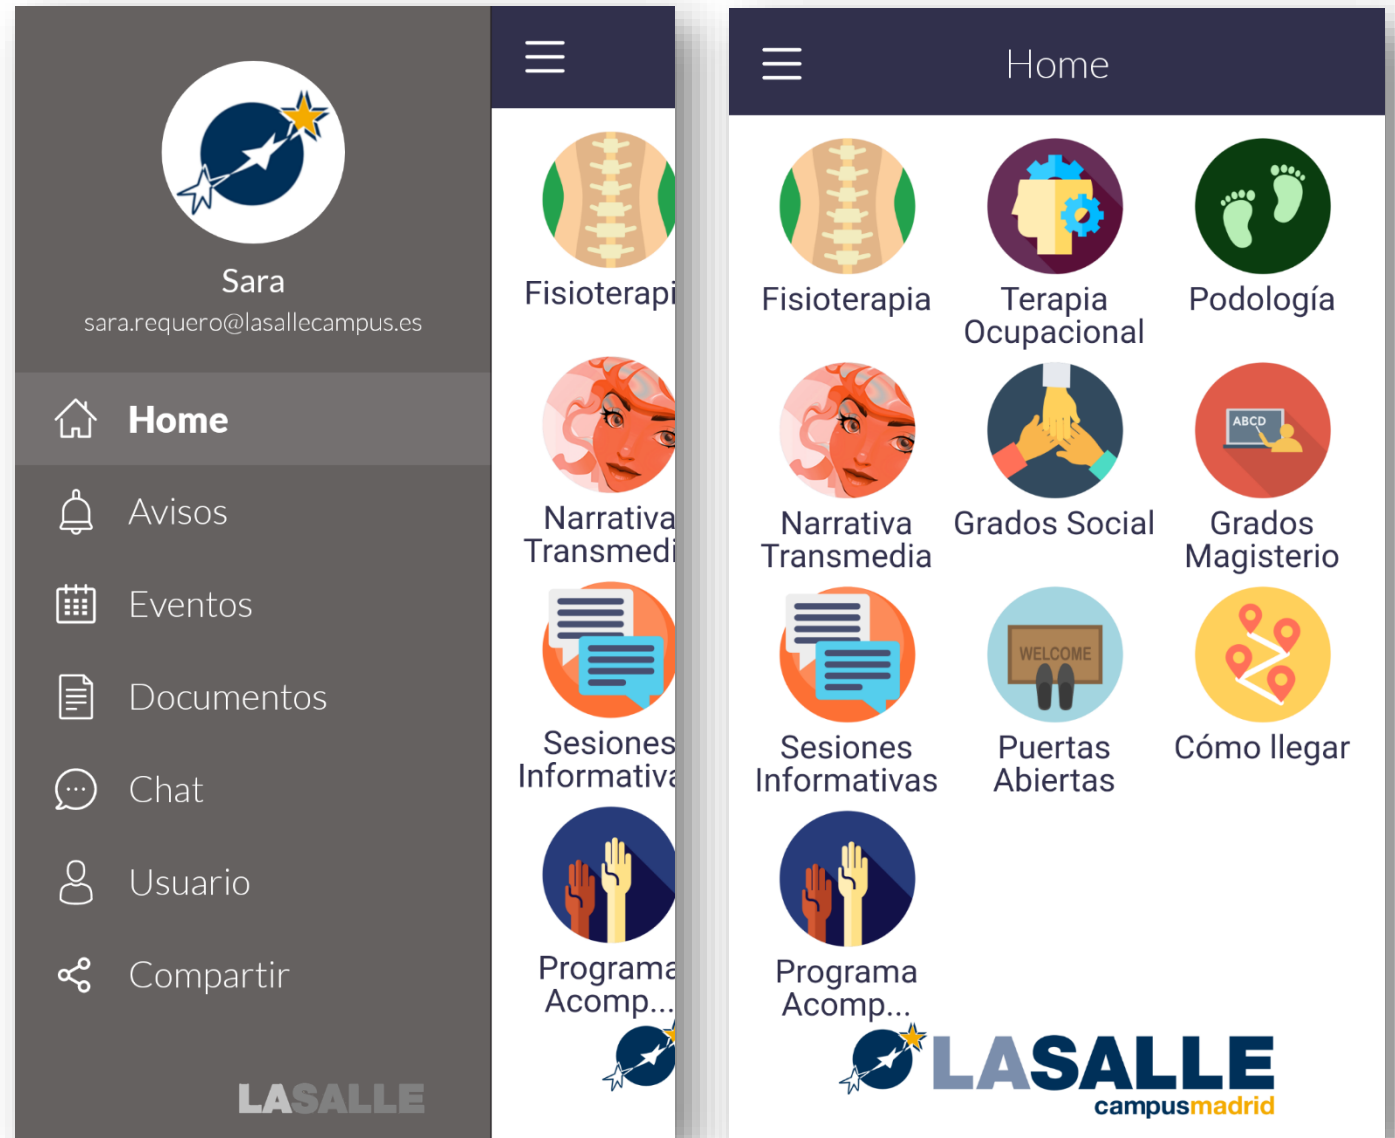 Sara
sara.requero@lasallecampus.es
Home
Avisos
Eventos
Documentos
Chat
Usuario
Compartir
LASALLE
Fisioterapi
Narrativa
Transmedi
Sesiones
Informativa
Programa
Acomp...
Home
Fisioterapia
Terapia
Ocupacional
Podología
Narrativa
Transmedia
Grados Social
ABCD
Grados
Magisterio
Sesiones
Informativas
WELCOME
Puertas
Abiertas
Cómo llegar
Programa
Acomp...
LASALLE
campusmadrid